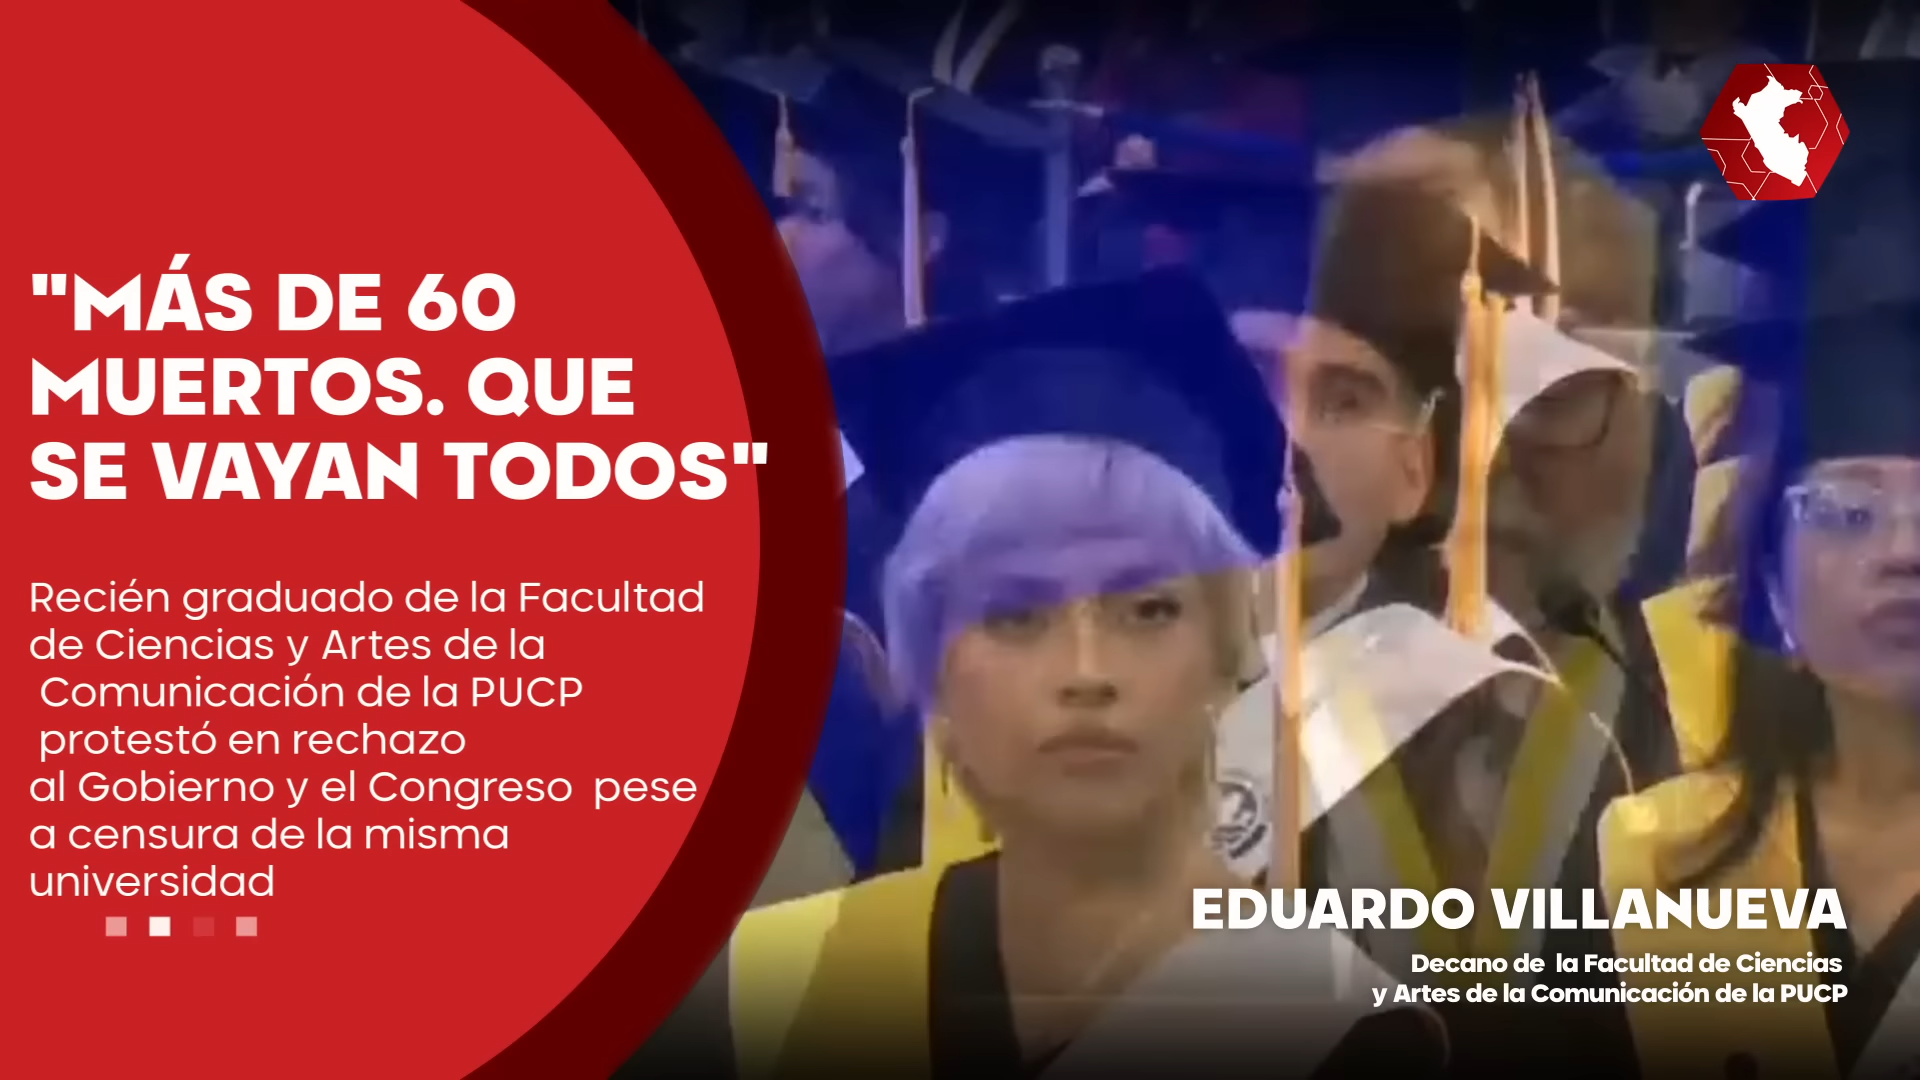 "MÁS DE 60
MUERTOS. QUE
SE VAYAN TODOS"
Recién graduado de la Facultad
de Ciencias y Artes de la
Comunicación de la PUCP
protestó en rechazo
al Gobierno y el Congreso pese
a censura de la misma
universidad
EDUARDO VILLANUEVA
Decano de la Facultad de Ciencias
y Artes de la Comunicación de la PUCP